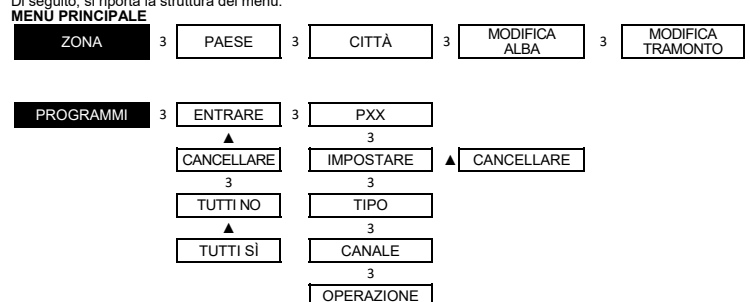 Di seguito, si riporta la struttura del menu:
MENÙ PRINCIPALE
ZONA 3 PAESE 3 CITTÀ 3 MODIFICA ALBA 3 MODIFICA TRAMONTO
PROGRAMMI 3 ENTRARE 3 PXX
▲ 3
CANCELLARE IMPOSTARE ▲ CANCELLARE
3 3
TUTTI NO TIPO
▲ 3
TUTTI SÌ CANALE
3
OPERAZIONE